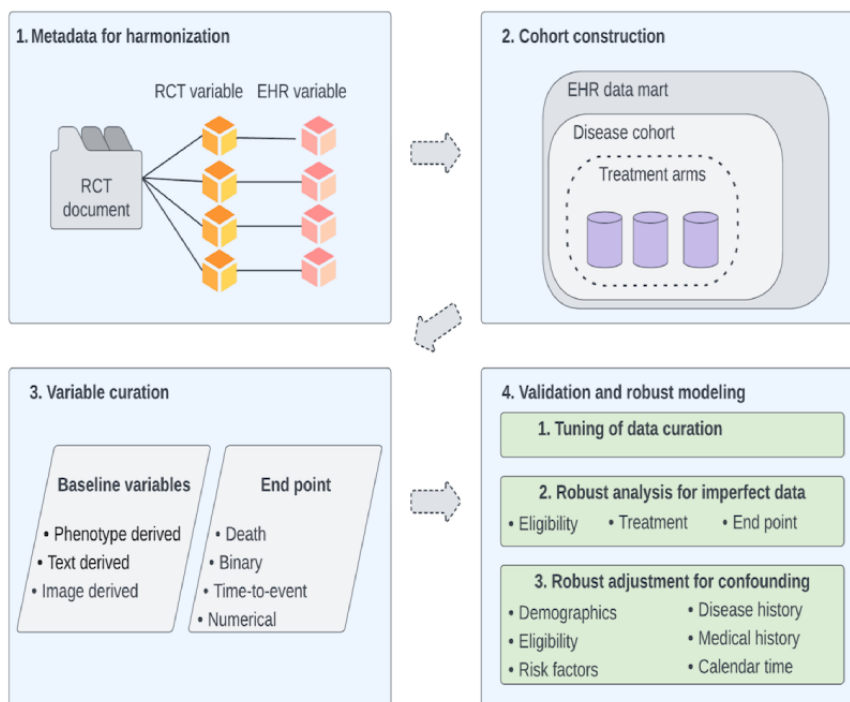 1. Metadata for harmonization
RCT variable EHR variable
RCT
document
2. Cohort construction
EHR data mart
Disease cohort
Treatment arms
3. Variable curation
Baseline variables
• Phenotype derived
• Text derived
• Image derived
End point
• Death
• Binary
• Time-to-event
• Numerical
4. Validation and robust modeling
1. Tuning of data curation
2. Robust analysis for imperfect data
• Eligibility • Treatment • End point
3. Robust adjustment for confounding
• Demographics
• Eligibility
• Risk factors
• Disease history
• Medical history
• Calendar time